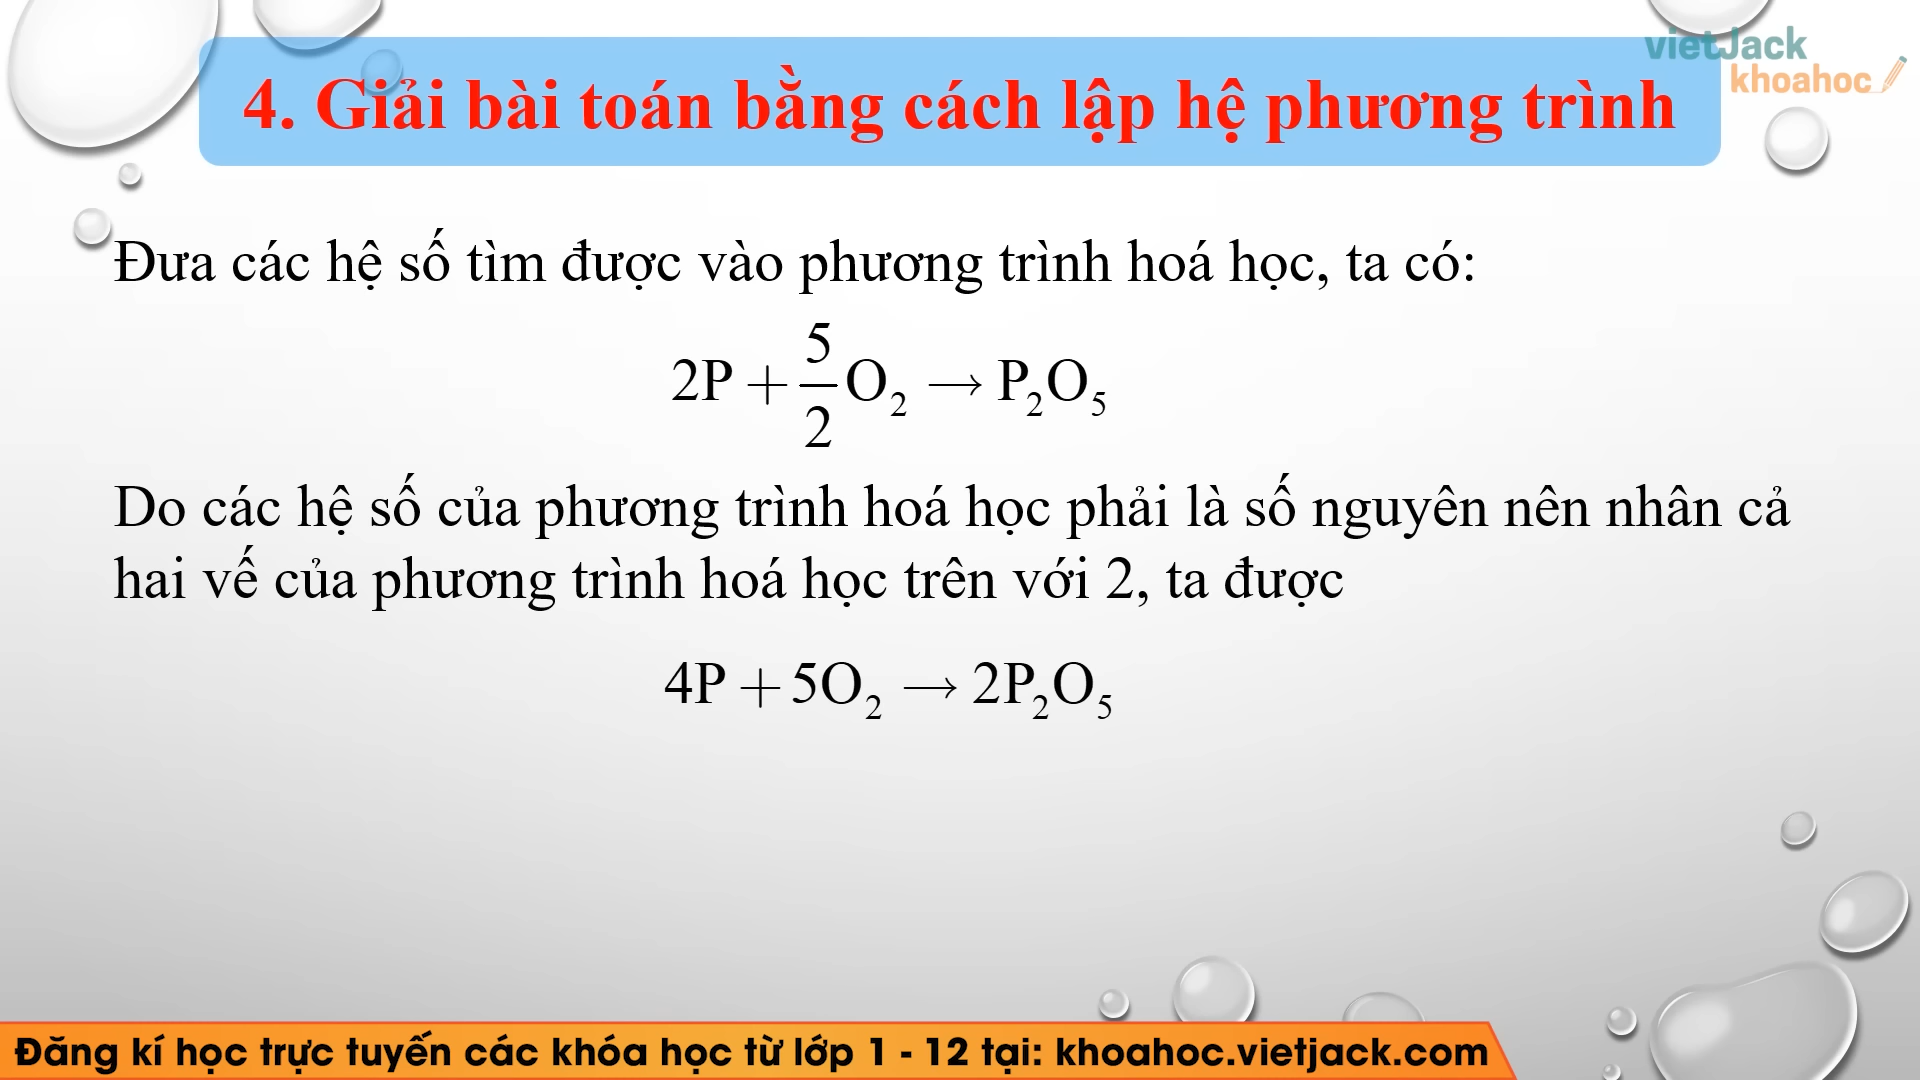 vietJack
khoahoc
4. Giải bài toán bằng cách lập hệ phương trình
Đưa các hệ số tìm được vào phương trình hoá học, ta có:
2P + 5/2 O₂ → P₂O₅
Do các hệ số của phương trình hoá học phải là số nguyên nên nhân cả
hai vế của phương trình hoá học trên với 2, ta được
4P + 5O₂ → 2P₂O₅
Đăng kí học trực tuyến các khóa học từ lớp 1 - 12 tại: khoahoc.vietjack.com